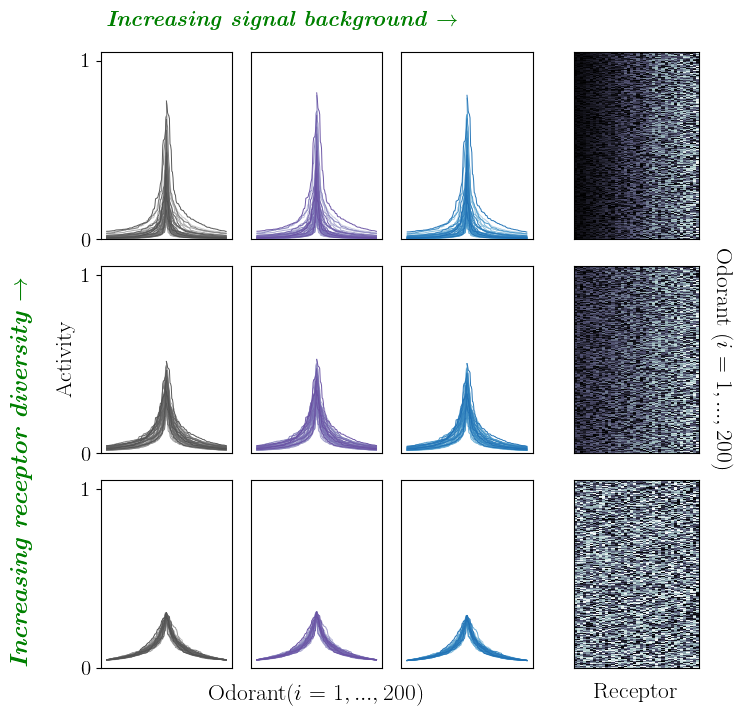 Increasing signal background →
1
0
1
0
1
0
Increasing receptor diversity →
Activity
Odorant(i = 1, ..., 200)
Receptor
Odorant (i = 1, ..., 200)